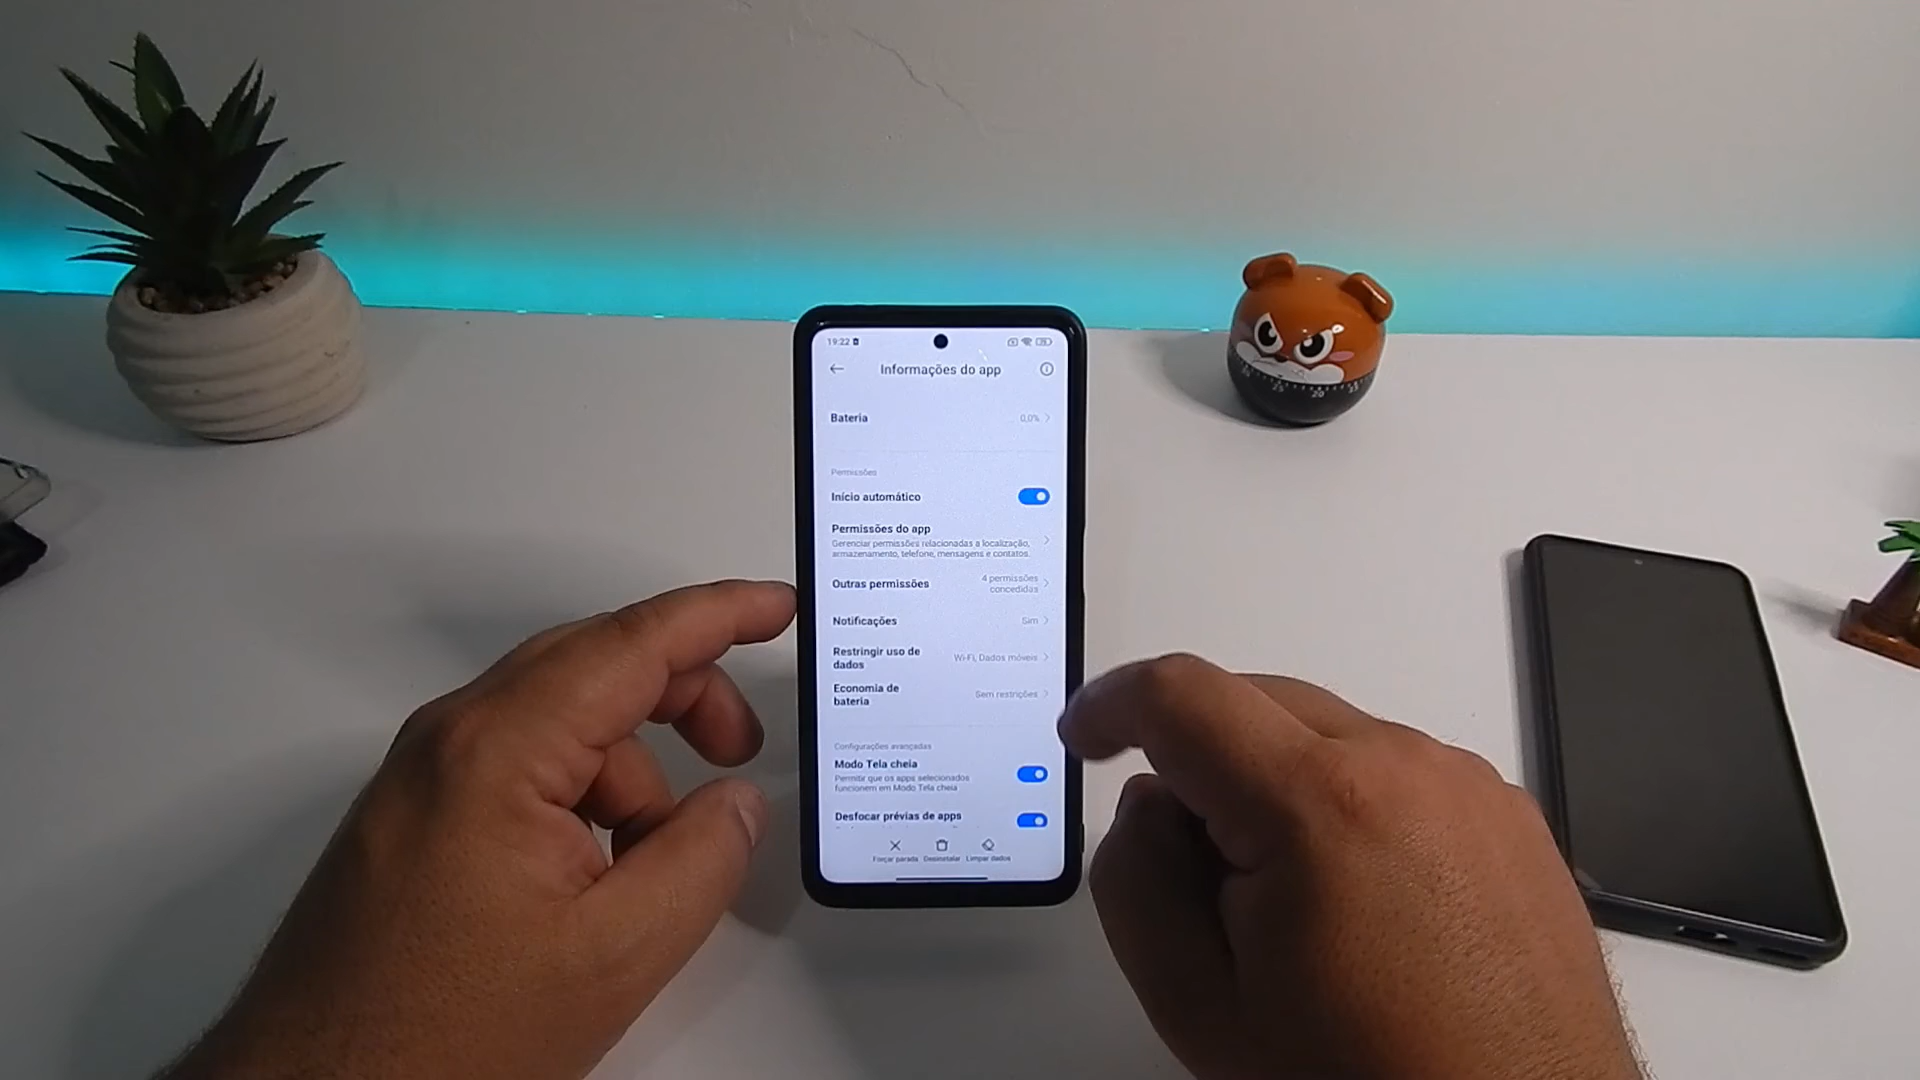 19:22
Informações do app
Bateria 0,0%
Permissões
Início automático
Permissões do app
Gerenciar permissões relacionadas a localização,
armazenamento, telefone, mensagens e contatos.
Outras permissões 4 permissões
concedidas
Notificações Sim
Restringir uso de
dados Wi-Fi, Dados móveis
Economia de
bateria Sem restrições
Configurações avançadas
Modo Tela cheia
Permitir que os apps selecionados
funcionem em Modo Tela cheia
Desfocar prévias de apps
Forçar parada Desinstalar Limpar dados
25 20